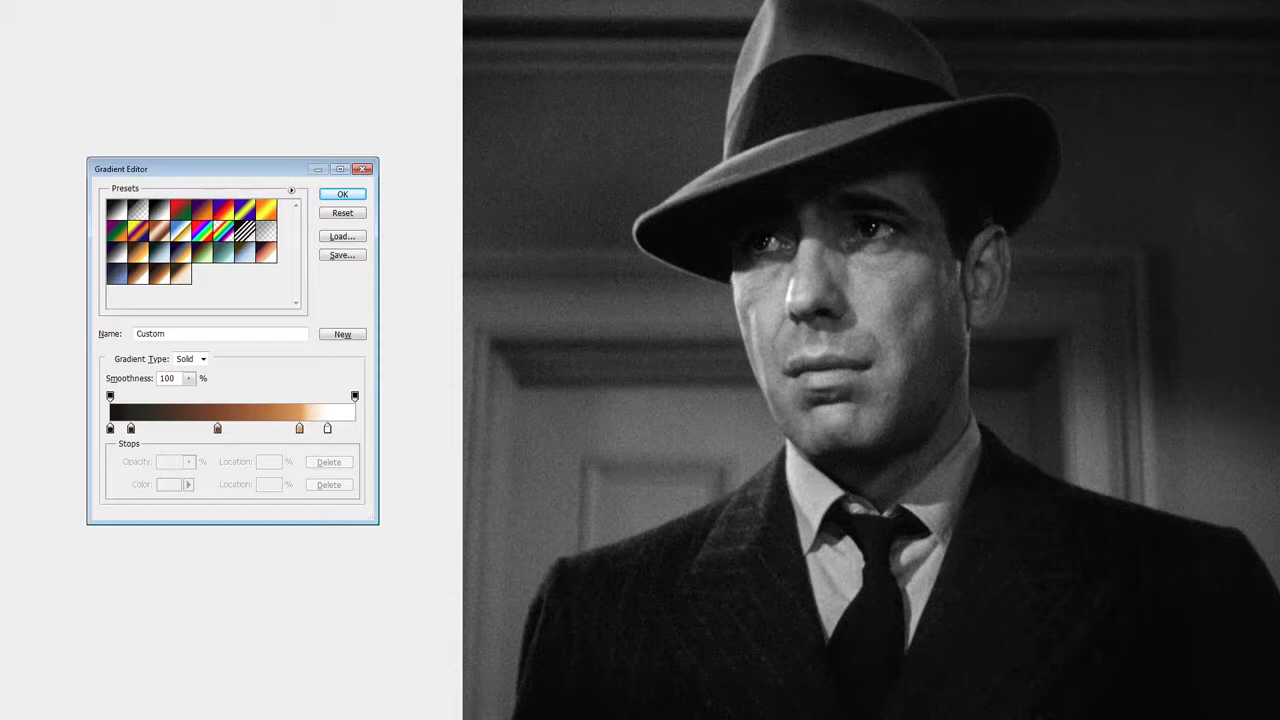 Gradient Editor
Presets
OK
Reset
Load...
Save...
Name: Custom New
Gradient Type: Solid
Smoothness: 100 %
Stops
Opacity: % Location: % Delete
Color: Location: % Delete